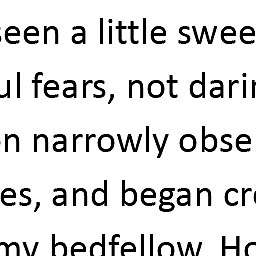 seen a little swee
ul fears, not darin
n narrowly obse
es, and began cr
my bedfellow. Ho